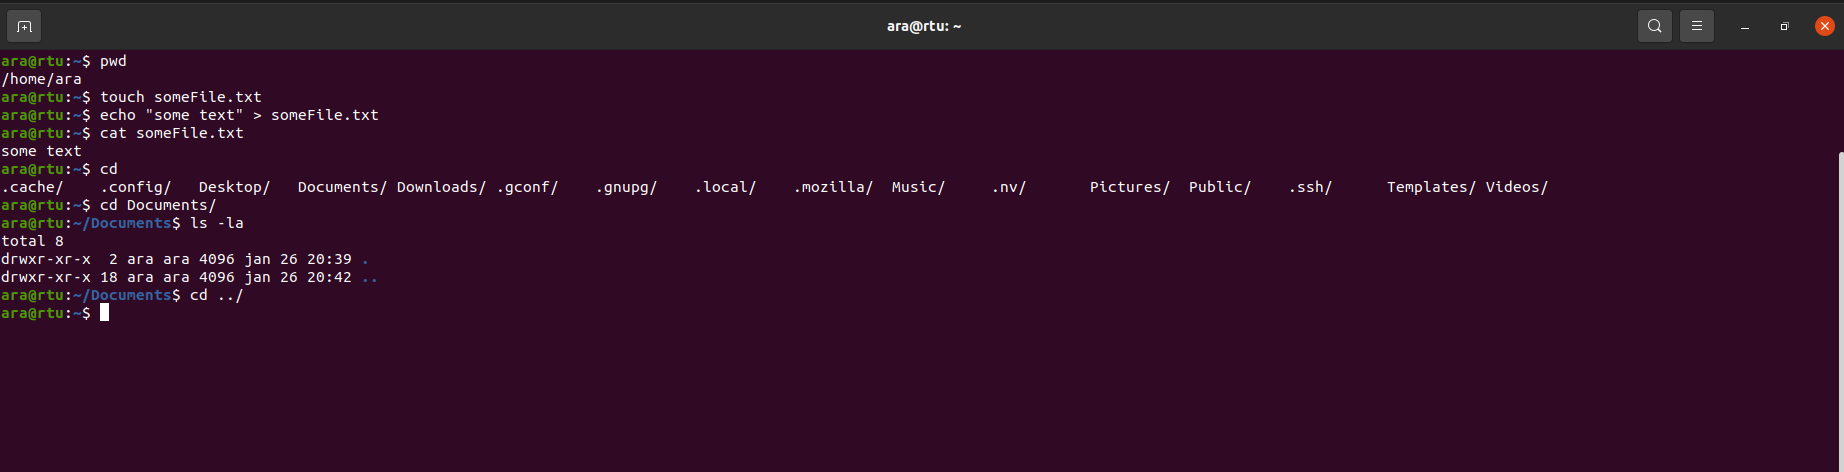 ara@rtu: ~
ara@rtu:~$ pwd
/home/ara
ara@rtu:~$ touch someFile.txt
ara@rtu:~$ echo "some text" > someFile.txt
ara@rtu:~$ cat someFile.txt
some text
ara@rtu:~$ cd
.cache/    .config/   Desktop/   Documents/ Downloads/ .gconf/    .gnupg/    .local/    .mozilla/  Music/     .nv/       Pictures/  Public/    .ssh/      Templates/ Videos/
ara@rtu:~$ cd Documents/
ara@rtu:~/Documents$ ls -la
total 8
drwxr-xr-x  2 ara ara 4096 jan 26 20:39 .
drwxr-xr-x 18 ara ara 4096 jan 26 20:42 ..
ara@rtu:~/Documents$ cd ../
ara@rtu:~$